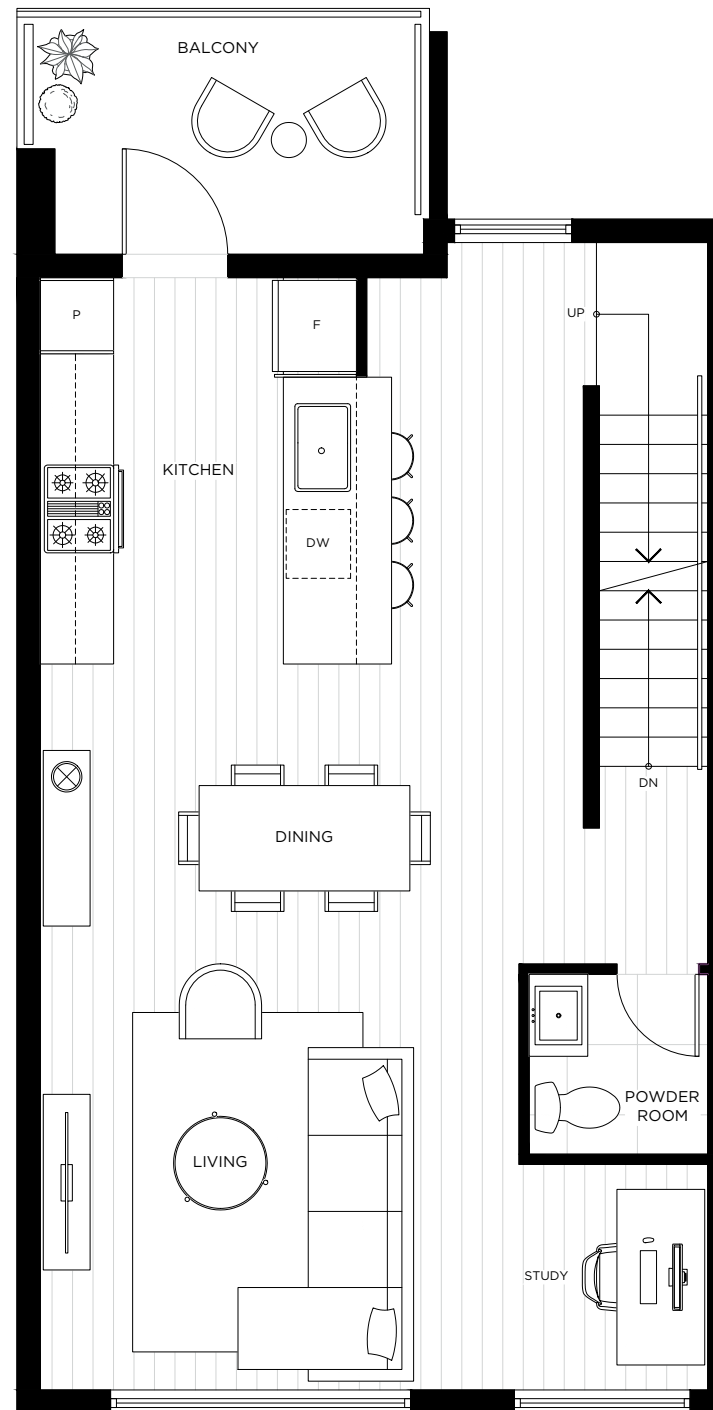 BALCONY
UP
P
F
KITCHEN
DW
DN
DINING
POWDER
ROOM
LIVING
STUDY